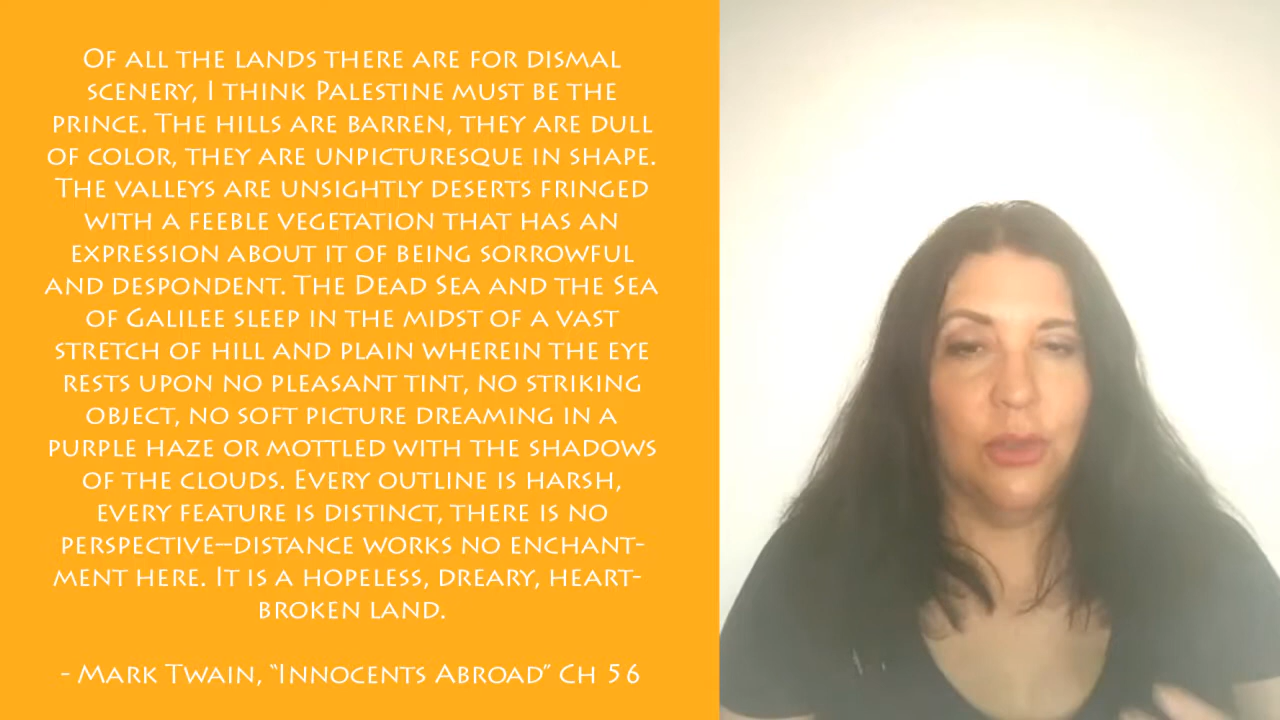 Of all the lands there are for dismal
scenery, I think Palestine must be the
prince. The hills are barren, they are dull
of color, they are unpicturesque in shape.
The valleys are unsightly deserts fringed
with a feeble vegetation that has an
expression about it of being sorrowful
and despondent. The Dead Sea and the Sea
of Galilee sleep in the midst of a vast
stretch of hill and plain wherein the eye
rests upon no pleasant tint, no striking
object, no soft picture dreaming in a
purple haze or mottled with the shadows
of the clouds. Every outline is harsh,
every feature is distinct, there is no
perspective—distance works no enchant-
ment here. It is a hopeless, dreary, heart-
broken land.
- Mark Twain, “Innocents Abroad” Ch 56